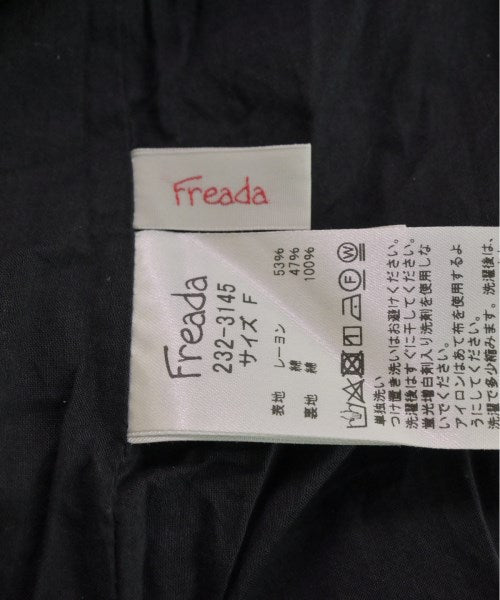 Freada
Freada
232-3145
サイズ F
表地 レーヨン 53%
綿 47%
裏地 綿 100%
単独洗い
つけ置き洗いはお避けください。
洗濯後はすぐに干してください。
蛍光増白剤入り洗剤を使用しな
いでください。
アイロンはあて布を使用するよ
うにしてください。
洗濯で多少縮みます。洗濯後は、